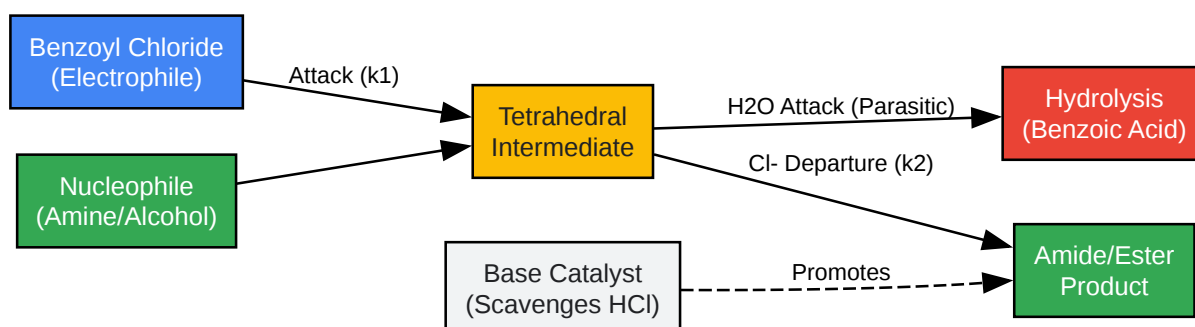 Benzoyl Chloride
(Electrophile)
Attack (k1)
Nucleophile
(Amine/Alcohol)
Tetrahedral
Intermediate
H2O Attack (Parasitic)
Hydrolysis
(Benzoic Acid)
Cl- Departure (k2)
Base Catalyst
(Scavenges HCl)
Promotes
Amide/Ester
Product